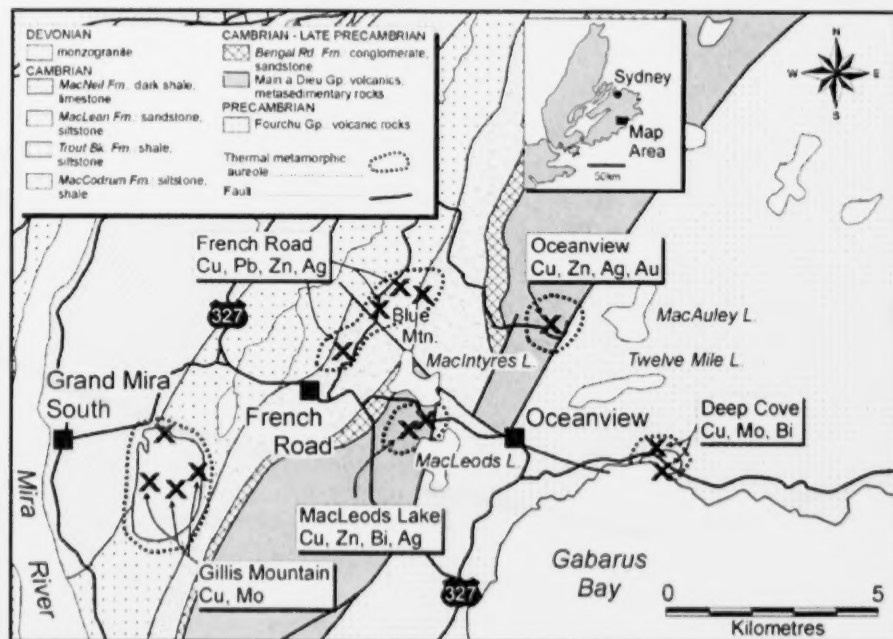 DEVONIAN
monzogranite
CAMBRIAN
MacNeil Fm.: dark shale,
limestone
MacLean Fm.: sandstone,
siltstone
Trout Bk. Fm.: shale,
siltstone
MacCodrum Fm.: siltstone,
shale
CAMBRIAN - LATE PRECAMBRIAN
Bengal Rd. Fm.: conglomerate,
sandstone
Main a Dieu Gp.: volcanics,
metasedimentary rocks
PRECAMBRIAN
Fourchu Gp.: volcanic rocks
Thermal metamorphic
aureole
Fault
Sydney
Map
Area
50km
N
W
E
S
French Road
Cu, Pb, Zn, Ag
Oceanview
Cu, Zn, Ag, Au
327
Blue
Mtn.
MacAuley L.
MacIntyres L.
Twelve Mile L.
Grand Mira
South
French
Road
Oceanview
Deep Cove
Cu, Mo, Bi
MacLeods L.
Mira
River
MacLeods Lake
Cu, Zn, Bi, Ag
Gillis Mountain
Cu, Mo
327
Gabarus
Bay
0
5
Kilometres